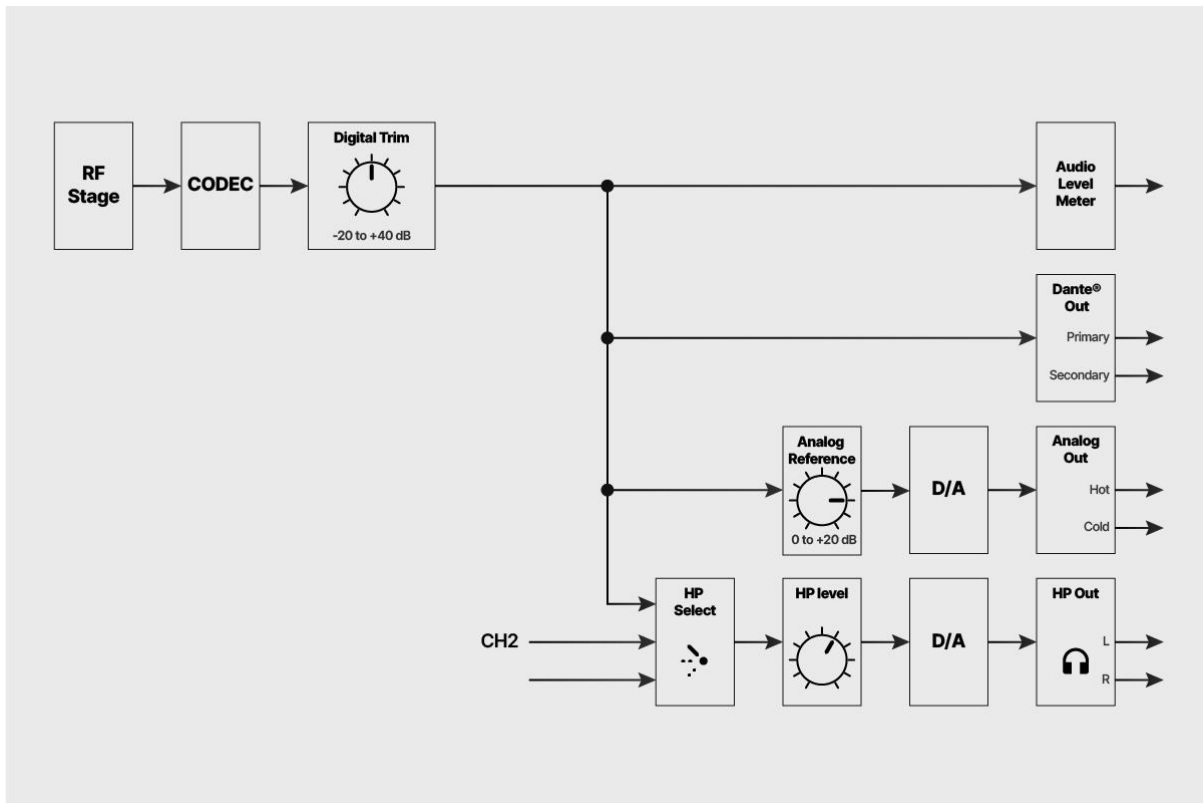 RF
Stage
CODEC
Digital Trim
-20 to +40 dB
Audio
Level
Meter
Dante®
Out
Primary
Secondary
Analog
Reference
0 to +20 dB
D/A
Analog
Out
Hot
Cold
CH2
HP
Select
HP level
D/A
HP Out
L
R